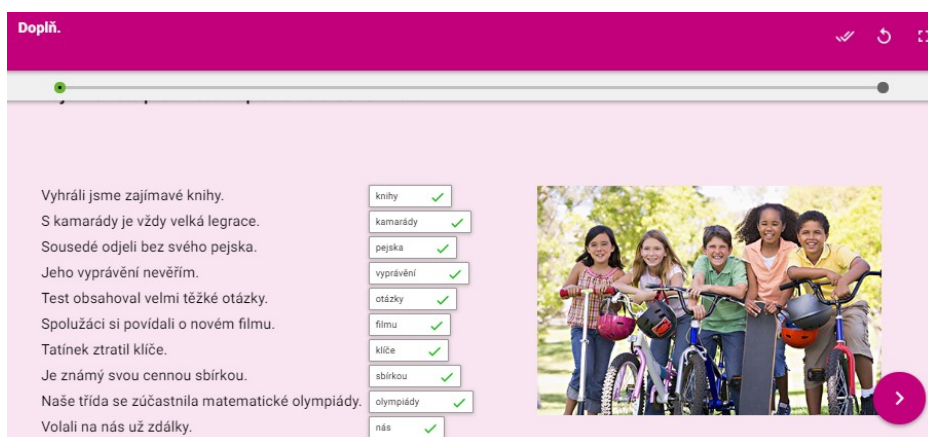 Doplň.
Vyhráli jsme zajímavé knihy. knihy
S kamarády je vždy velká legrace. kamarády
Sousedé odjeli bez svého pejska. pejska
Jeho vyprávění nevěřím. vyprávění
Test obsahoval velmi těžké otázky. otázky
Spolužáci si povídali o novém filmu. filmu
Tatínek ztratil klíče. klíče
Je známý svou cennou sbírkou. sbírkou
Naše třída se zúčastnila matematické olympiády. olympiády
Volali na nás už zdálky. nás